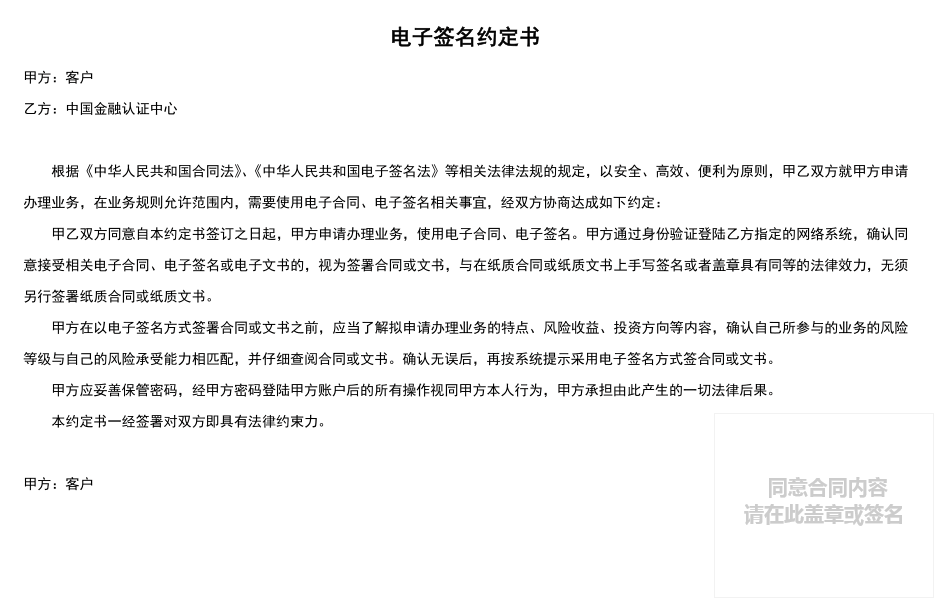 电子签名约定书
甲方：客户
乙方：中国金融认证中心
根据《中华人民共和国合同法》、《中华人民共和国电子签名法》等相关法律法规的规定，以安全、高效、便利为原则，甲乙双方就甲方申请
办理业务，在业务规则允许范围内，需要使用电子合同、电子签名相关事宜，经双方协商达成如下约定：
甲乙双方同意自本约定书签订之日起，甲方申请办理业务，使用电子合同、电子签名。甲方通过身份验证登陆乙方指定的网络系统，确认同
意接受相关电子合同、电子签名或电子文书的，视为签署合同或文书，与在纸质合同或纸质文书上手写签名或者盖章具有同等的法律效力，无须
另行签署纸质合同或纸质文书。
甲方在以电子签名方式签署合同或文书之前，应当了解拟申请办理业务的特点、风险收益、投资方向等内容，确认自己所参与的业务的风险
等级与自己的风险承受能力相匹配，并仔细查阅合同或文书。确认无误后，再按系统提示采用电子签名方式签合同或文书。
甲方应妥善保管密码，经甲方密码登陆甲方账户后的所有操作视同甲方本人行为，甲方承担由此产生的一切法律后果。
本约定书一经签署对双方即具有法律约束力。
甲方：客户
同意合同内容
请在此盖章或签名